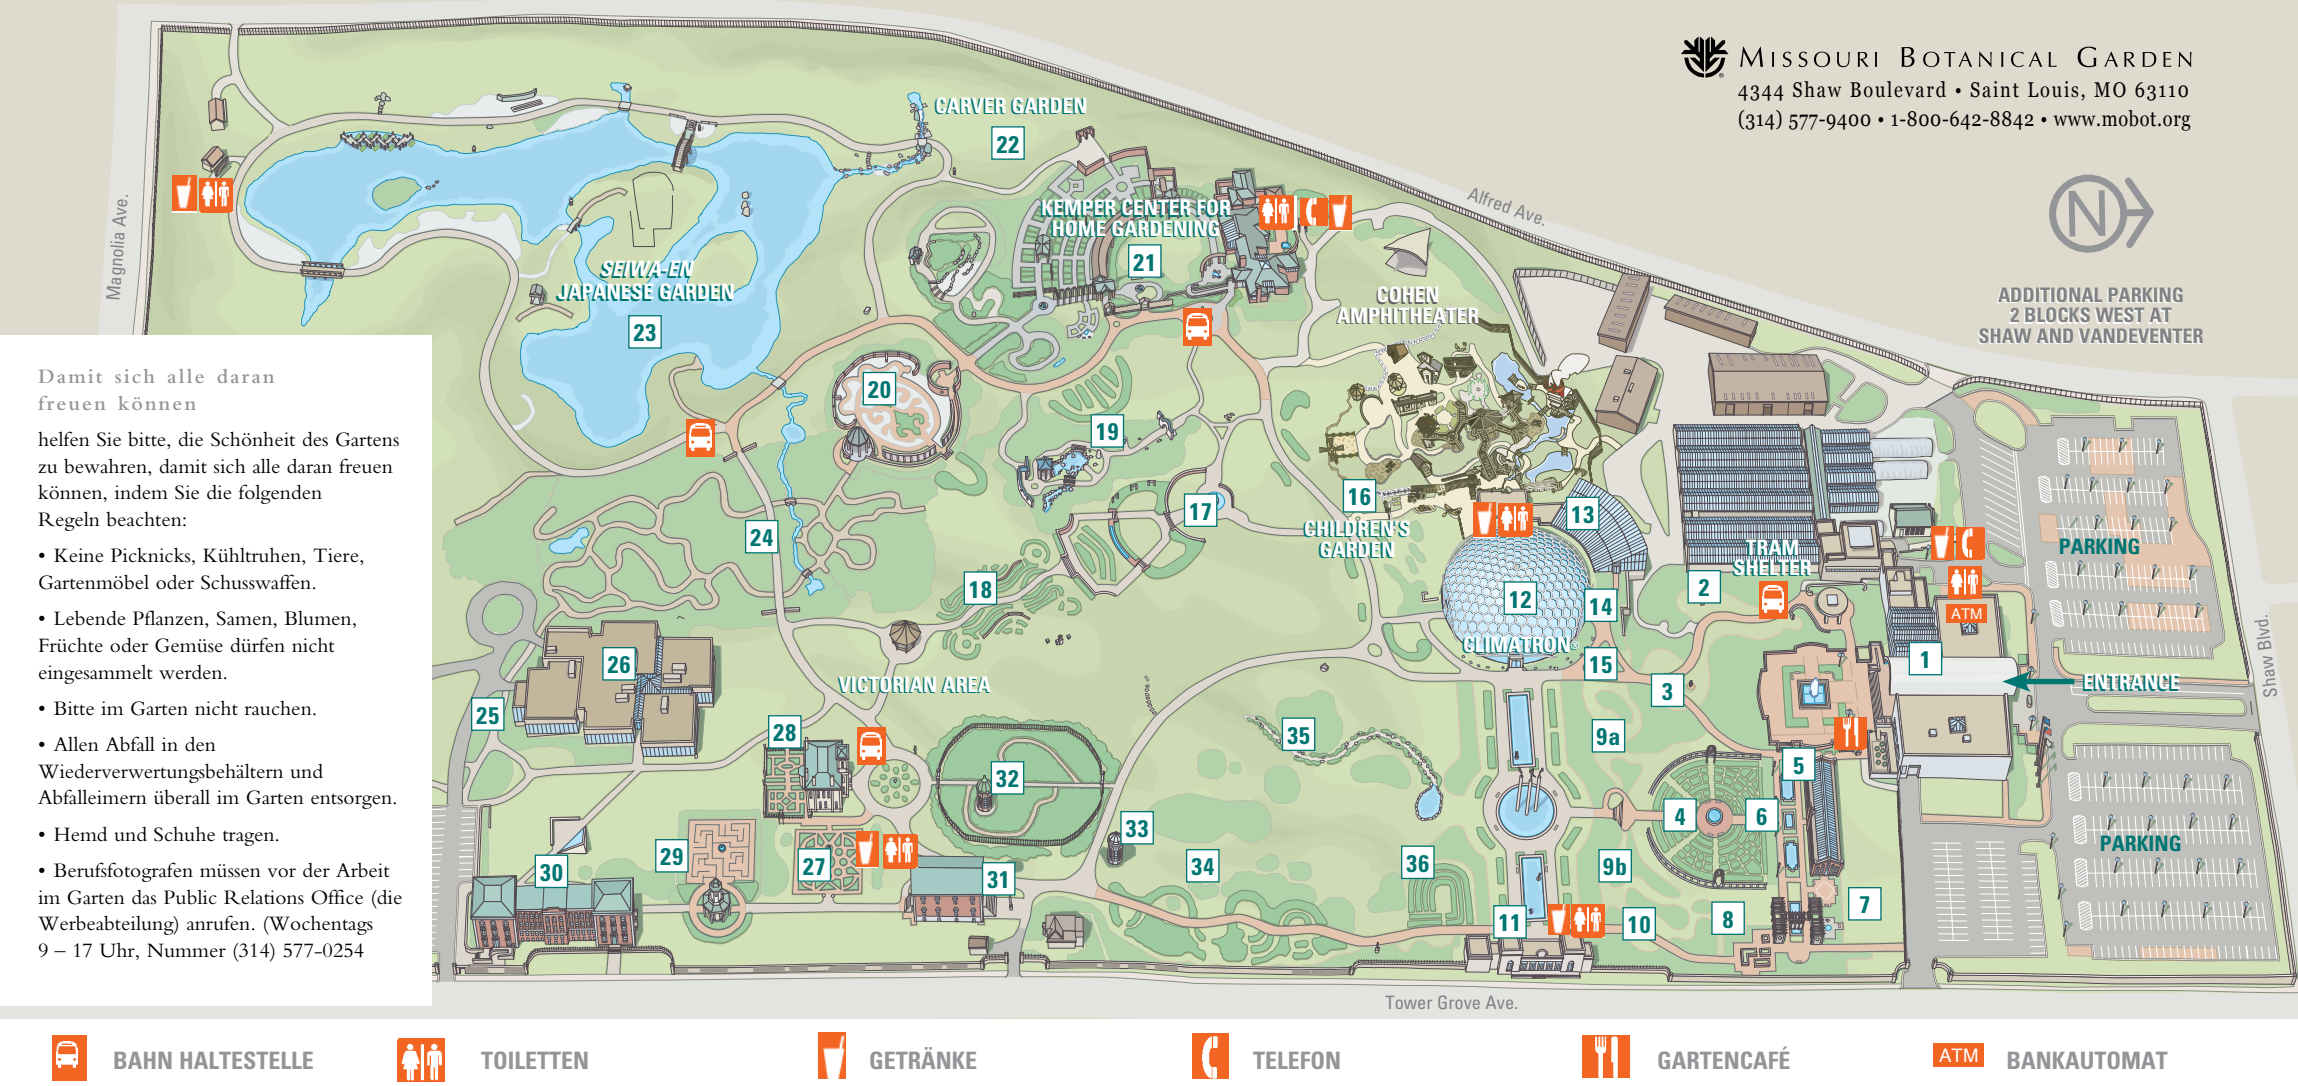 MISSOURI BOTANICAL GARDEN
4344 Shaw Boulevard • Saint Louis, MO 63110
(314) 577-9400 • 1-800-642-8842 • www.mobot.org
N
ADDITIONAL PARKING
2 BLOCKS WEST AT
SHAW AND VANDEVENTER
Magnolia Ave.
Alfred Ave.
Shaw Blvd.
Tower Grove Ave.
CARVER GARDEN
22
KEMPER CENTER FOR
HOME GARDENING
21
SEIWA-EN
JAPANESE GARDEN
23
COHEN
AMPHITHEATER
20
19
17
16
CHILDREN'S
GARDEN
13
24
18
12
CLIMATRON®
14
15
2
TRAM
SHELTER
ATM
1
ENTRANCE
PARKING
PARKING
3
26
25
VICTORIAN AREA
28
32
35
9a
5
4
6
33
29
27
30
31
34
36
9b
11
10
8
7
Damit sich alle daran
freuen können
helfen Sie bitte, die Schönheit des Gartens
zu bewahren, damit sich alle daran freuen
können, indem Sie die folgenden
Regeln beachten:
• Keine Picknicks, Kühltruhen, Tiere,
Gartenmöbel oder Schusswaffen.
• Lebende Pflanzen, Samen, Blumen,
Früchte oder Gemüse dürfen nicht
eingesammelt werden.
• Bitte im Garten nicht rauchen.
• Allen Abfall in den
Wiederverwertungsbehältern und
Abfalleimern überall im Garten entsorgen.
• Hemd und Schuhe tragen.
• Berufsfotografen müssen vor der Arbeit
im Garten das Public Relations Office (die
Werbeabteilung) anrufen. (Wochentags
9 – 17 Uhr, Nummer (314) 577-0254
BAHN HALTESTELLE
TOILETTEN
GETRÄNKE
TELEFON
GARTENCAFÉ
ATM BANKAUTOMAT